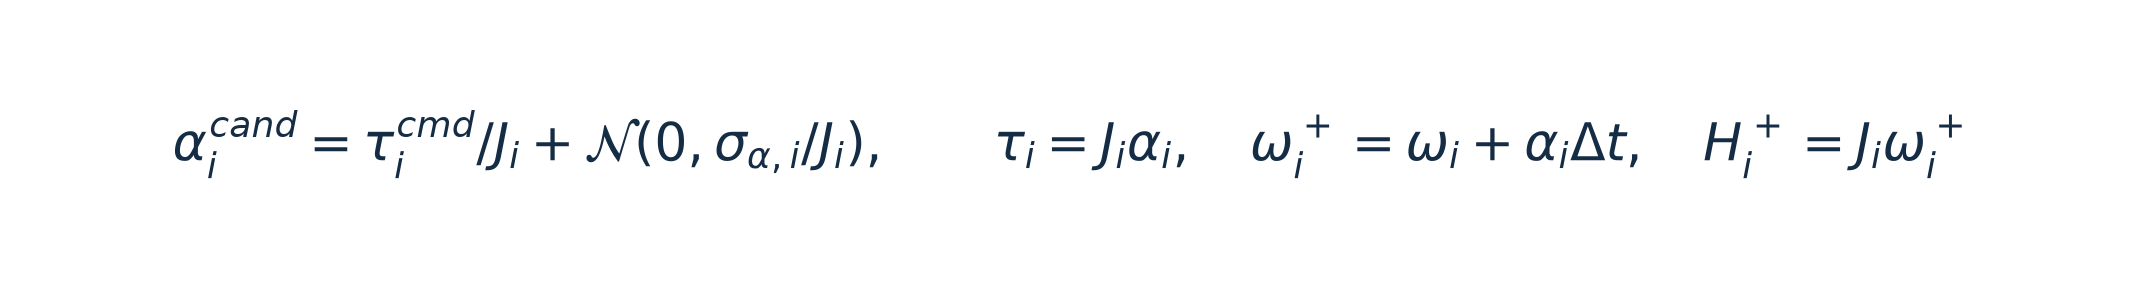 α_i^{cand} = τ_i^{cmd}/J_i + 𝒩(0, σ_{α,i}/J_i), τ_i = J_iα_i, ω_i^+ = ω_i + α_iΔt, H_i^+ = J_iω_i^+